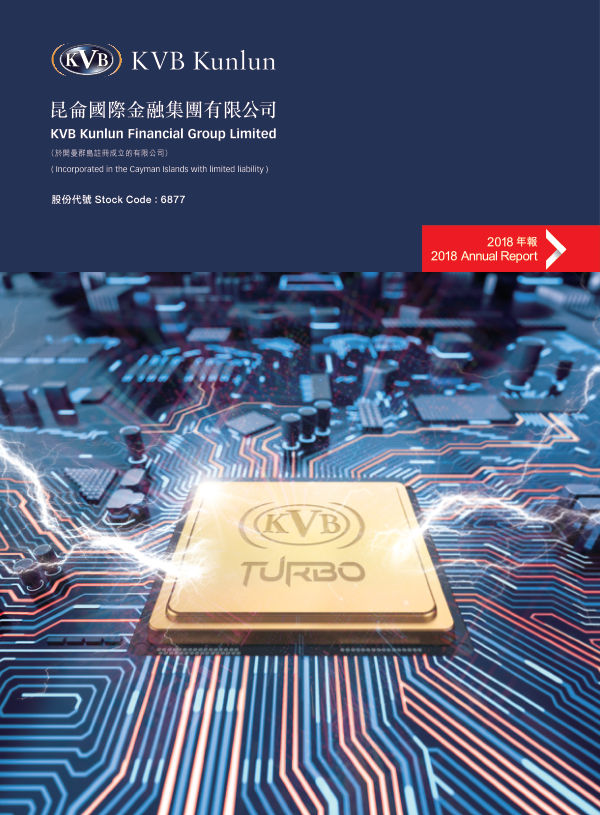 KVB KVB Kunlun
昆侖國際金融集團有限公司
KVB Kunlun Financial Group Limited
(於開曼群島註冊成立的有限公司)
( Incorporated in the Cayman Islands with limited liability )
股份代號 Stock Code : 6877
2018 年報
2018 Annual Report
KVB
TURBO